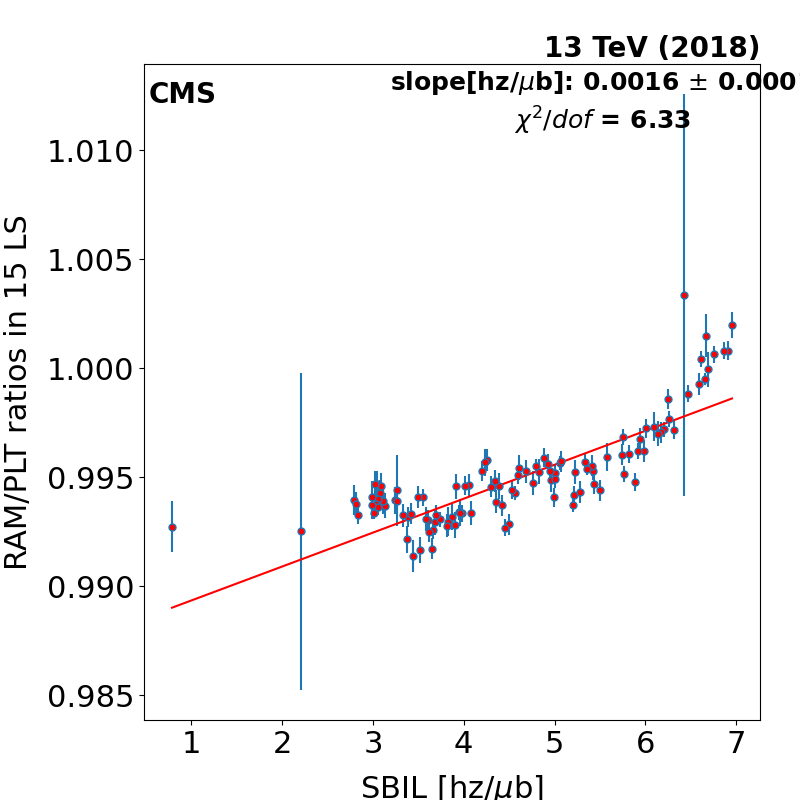 13 TeV (2018)
CMS
slope[hz/μb]: 0.0016 ± 0.000
χ²/dof = 6.33
RAM/PLT ratios in 15 LS
1.010
1.005
1.000
0.995
0.990
0.985
1 2 3 4 5 6 7
SBIL [hz/μb]